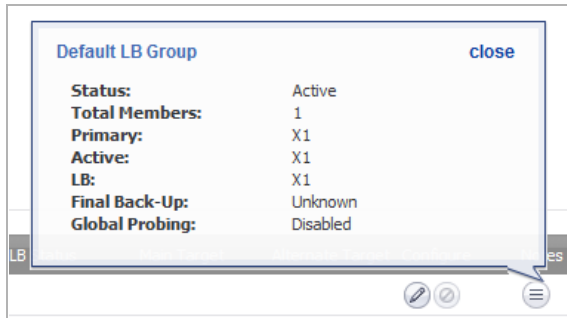 Default LB Group close
Status: Active
Total Members: 1
Primary: X1
Active: X1
LB: X1
Final Back-Up: Unknown
Global Probing: Disabled
LB